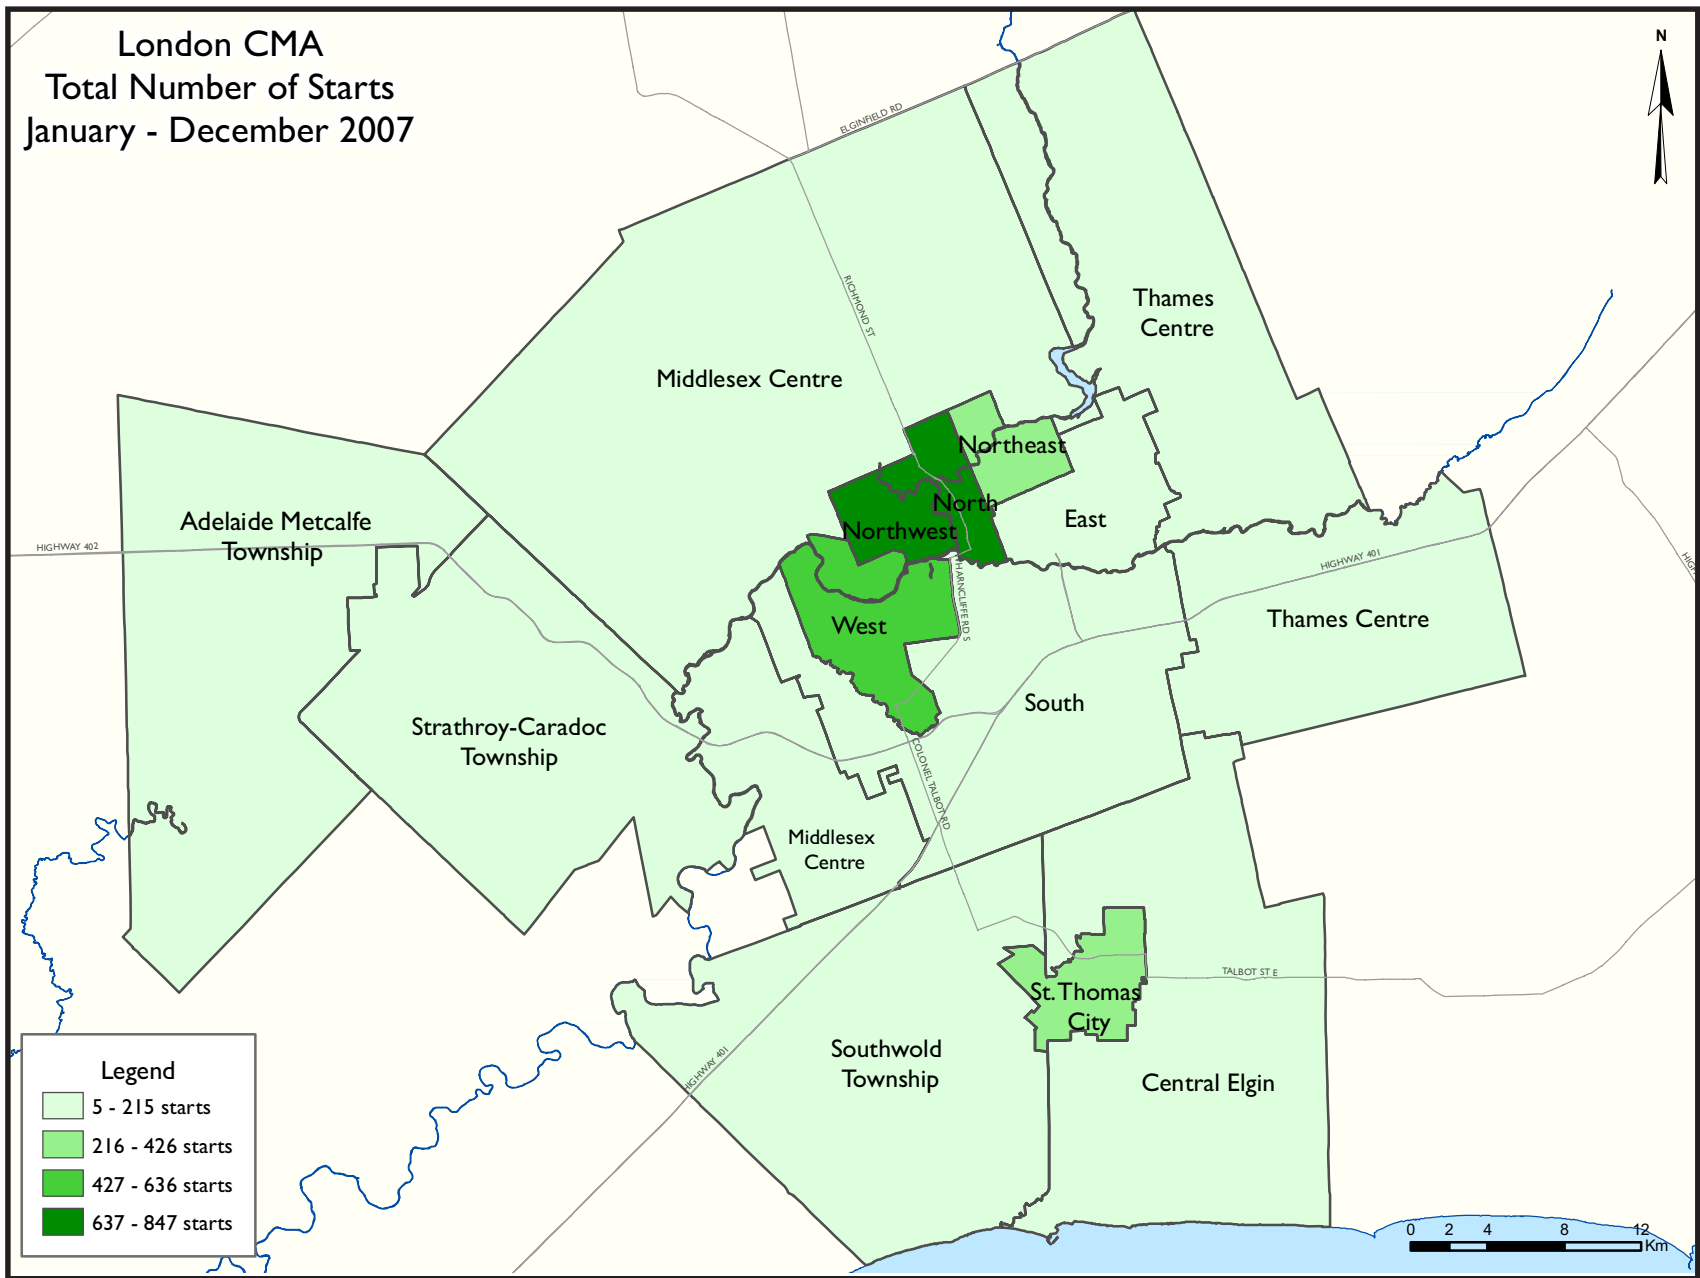 London CMA
Total Number of Starts
January - December 2007
N
ELGINFIELD RD
RICHMOND ST
Thames
Centre
Middlesex Centre
Northeast
North
Northwest
East
Adelaide Metcalfe
Township
HIGHWAY 402
HIGHWAY 401
WHARNCLIFFE RD S
West
Thames Centre
South
Strathroy-Caradoc
Township
COLONEL TALBOT RD
Middlesex
Centre
TALBOT ST E
St. Thomas
City
Southwold
Township
HIGHWAY 401
Central Elgin
Legend
5 - 215 starts
216 - 426 starts
427 - 636 starts
637 - 847 starts
0 2 4 8 12
Km